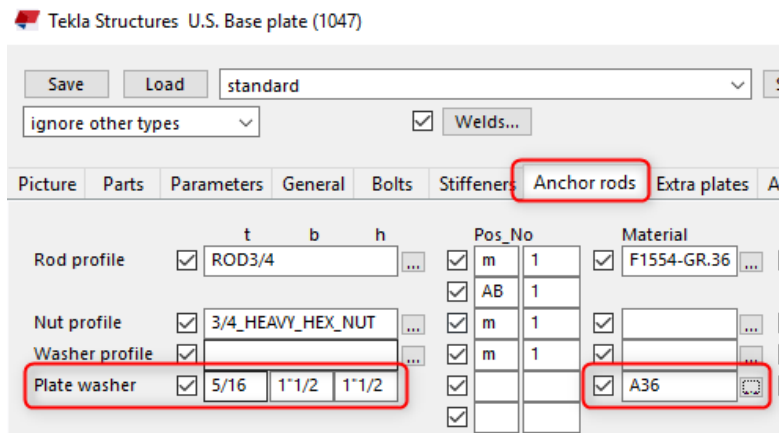 Tekla Structures U.S. Base plate (1047)
Save Load standard
ignore other types Welds...
Picture Parts Parameters General Bolts Stiffeners Anchor rods Extra plates
t b h Pos_No Material
Rod profile ROD3/4 ... m 1 F1554-GR.36 ...
AB 1
Nut profile 3/4_HEAVY_HEX_NUT ... m 1 ...
Washer profile ... m 1 ...
Plate washer 5/16 1"1/2 1"1/2 A36 ...